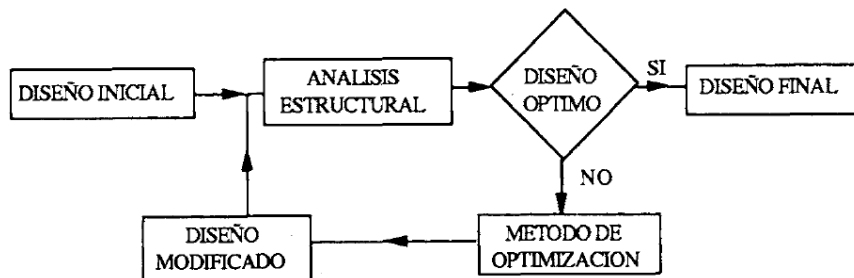 DISEÑO INICIAL
ANALISIS
ESTRUCTURAL
DISEÑO
OPTIMO
SI
DISEÑO FINAL
NO
METODO DE
OPTIMIZACION
DISEÑO
MODIFICADO